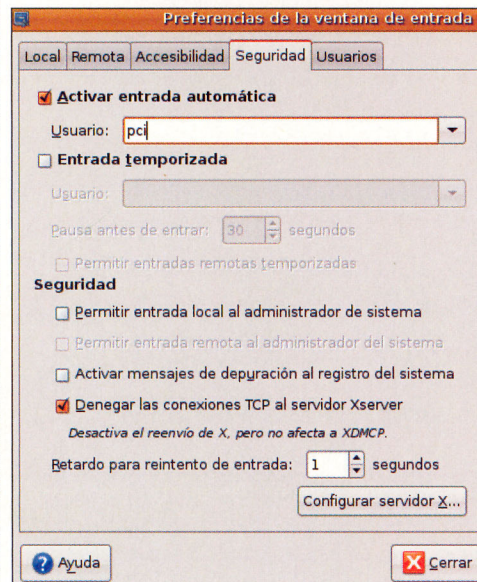 Preferencias de la ventana de entrada
Local Remota Accesibilidad Seguridad Usuarios
Activar entrada automática
Usuario: pci
Entrada temporizada
Usuario:
Pausa antes de entrar: 30 segundos
Permitir entradas remotas temporizadas
Seguridad
Permitir entrada local al administrador de sistema
Permitir entrada remota al administrador del sistema
Activar mensajes de depuración al registro del sistema
Denegar las conexiones TCP al servidor Xserver
Desactiva el reenvío de X, pero no afecta a XDMCP.
Retardo para reintento de entrada: 1 segundos
Configurar servidor X...
Ayuda Cerrar